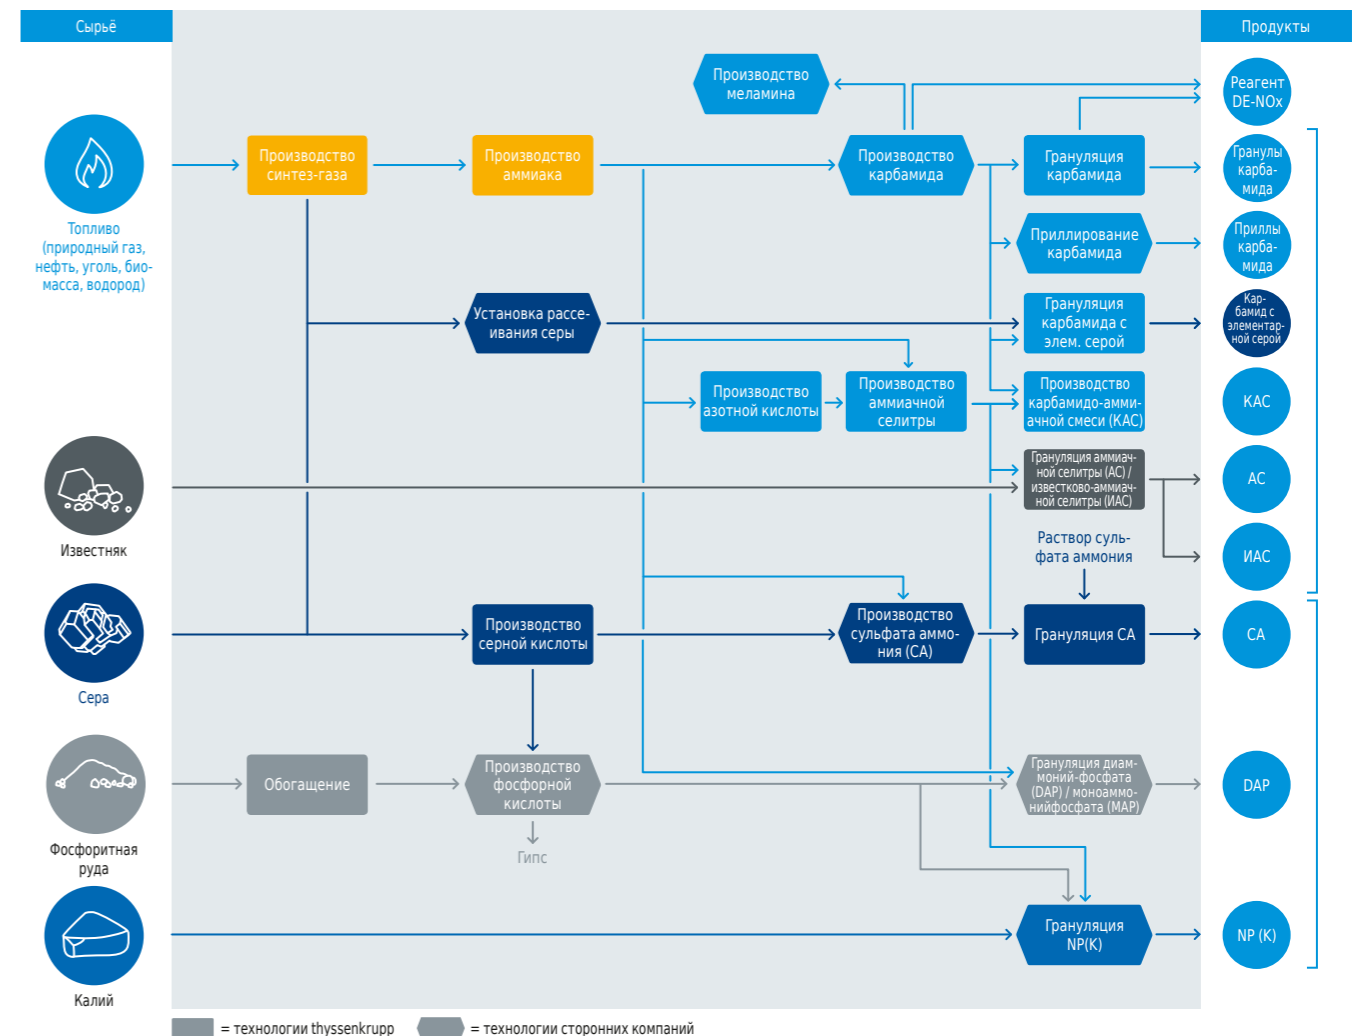 Сырьё
Продукты
Производство
меламина
Реагент
DE-NOx
Производство
синтез-газа
Производство
аммиака
Производство
карбамида
Грануляция
карбамида
Гранулы
карба-
мида
Топливо
(природный газ,
нефть, уголь, био-
масса, водород)
Приллирование
карбамида
Приллы
карба-
мида
Установка рассе-
ивания серы
Грануляция
карбамида с
элем. серой
Кар-
бамид с
элементар-
ной серой
Производство
азотной кислоты
Производство
аммиачной
селитры
Производство
карбамидо-амми-
ачной смеси (КАС)
КАС
Известняк
Грануляция аммиач-
ной селитры (АС) /
известково-аммиач-
ной селитры (ИАС)
АС
Раствор суль-
фата аммония
ИАС
Сера
Производство
серной кислоты
Производство
сульфата аммо-
ния (СА)
Грануляция СА
СА
Фосфоритная
руда
Обогащение
Производство
фосфорной
кислоты
Гипс
Грануляция диам-
моний-фосфата
(DAP) / моноаммо-
нийфосфата (MAP)
DAP
Калий
Грануляция
NP(K)
NP (K)
= технологии thyssenkrupp
= технологии сторонних компаний